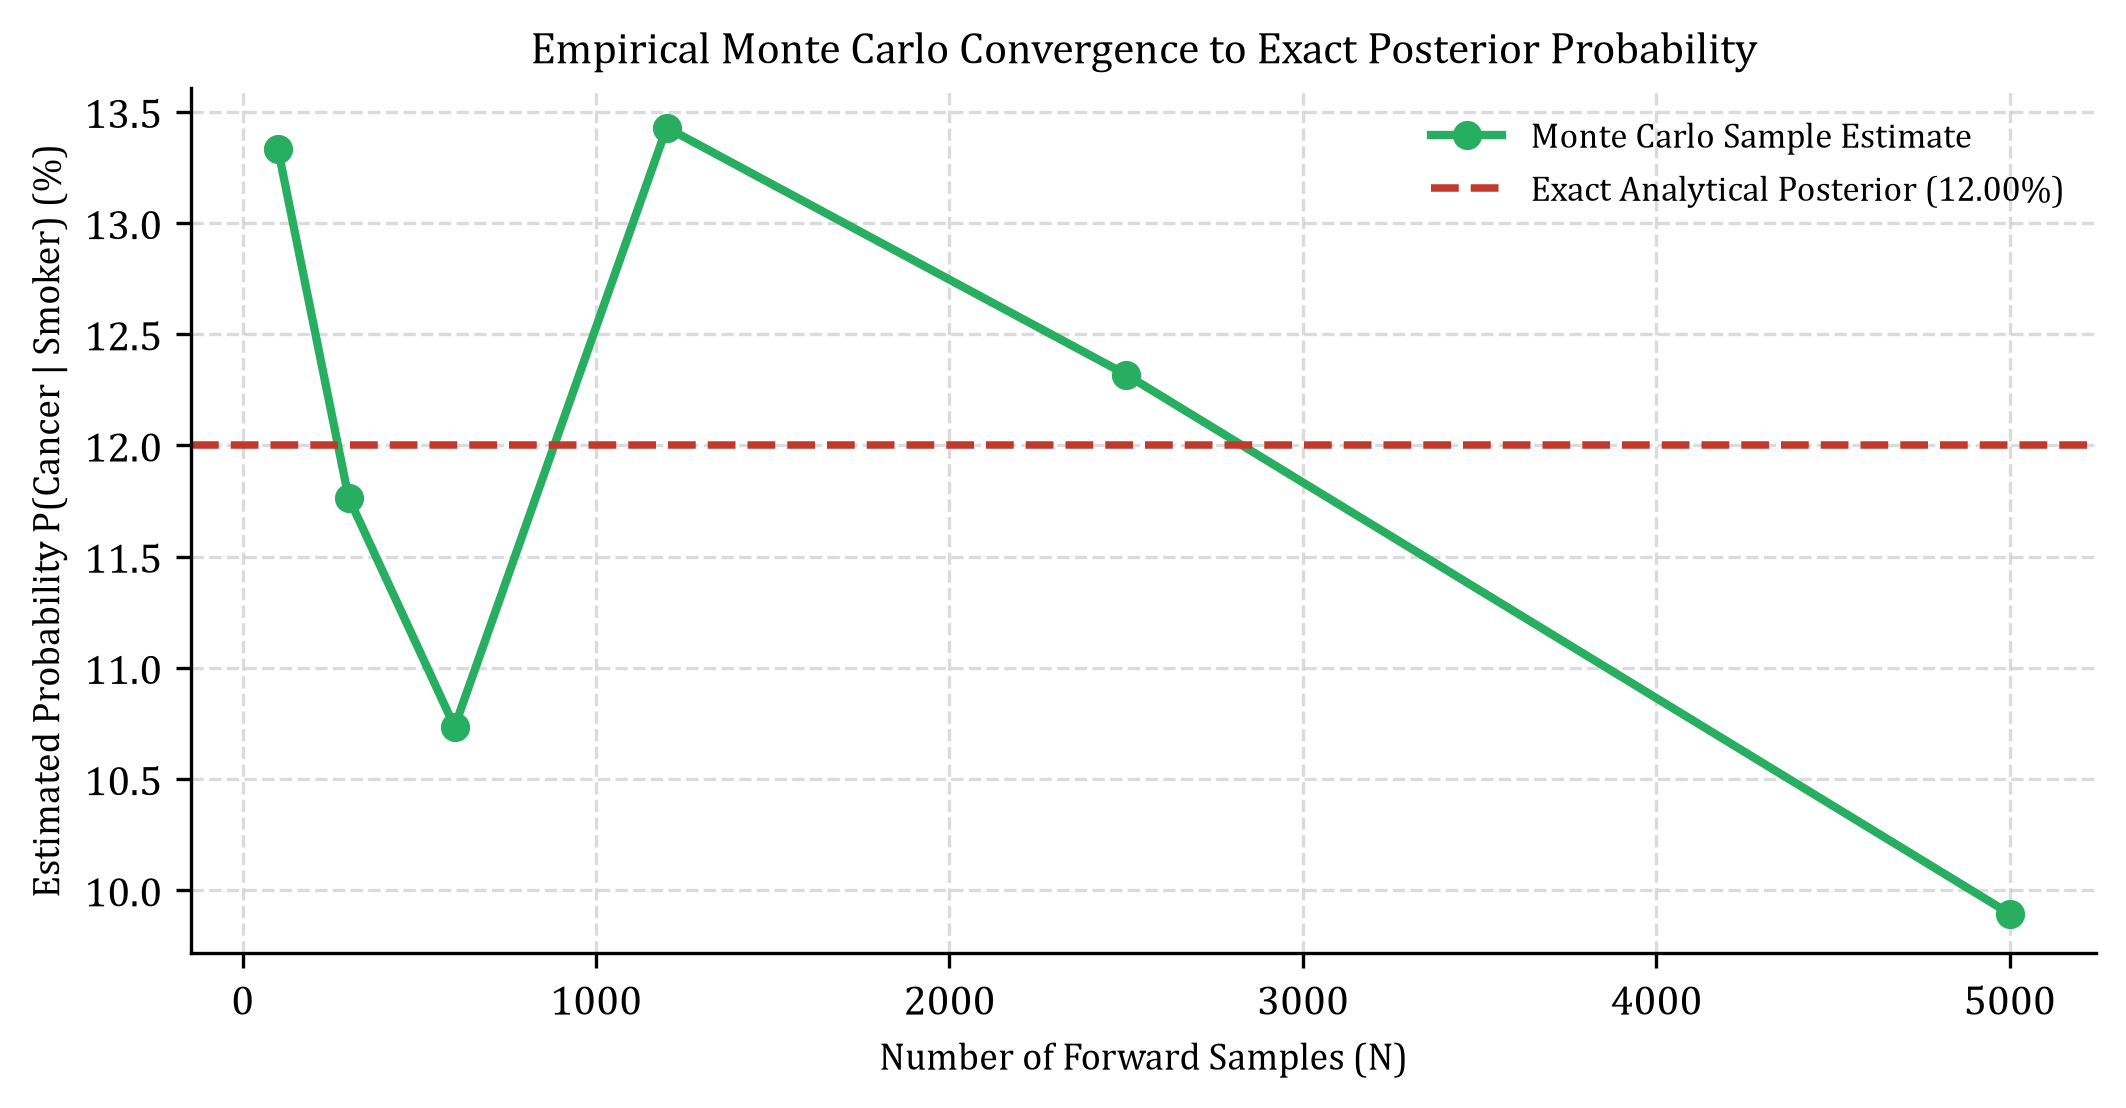 Empirical Monte Carlo Convergence to Exact Posterior Probability
Estimated Probability P(Cancer | Smoker) (%)
13.5
13.0
12.5
12.0
11.5
11.0
10.5
10.0
Monte Carlo Sample Estimate
Exact Analytical Posterior (12.00%)
0 1000 2000 3000 4000 5000
Number of Forward Samples (N)